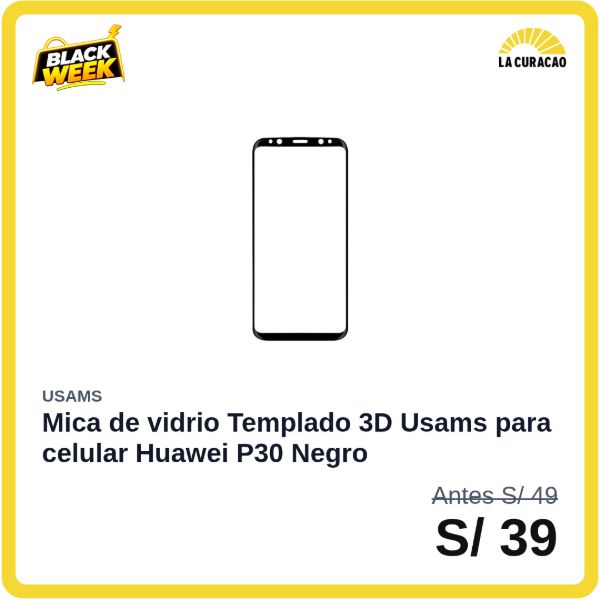 BLACK
WEEK
LA CURACAO
USAMS
Mica de vidrio Templado 3D Usams para
celular Huawei P30 Negro
Antes S/ 49
S/ 39